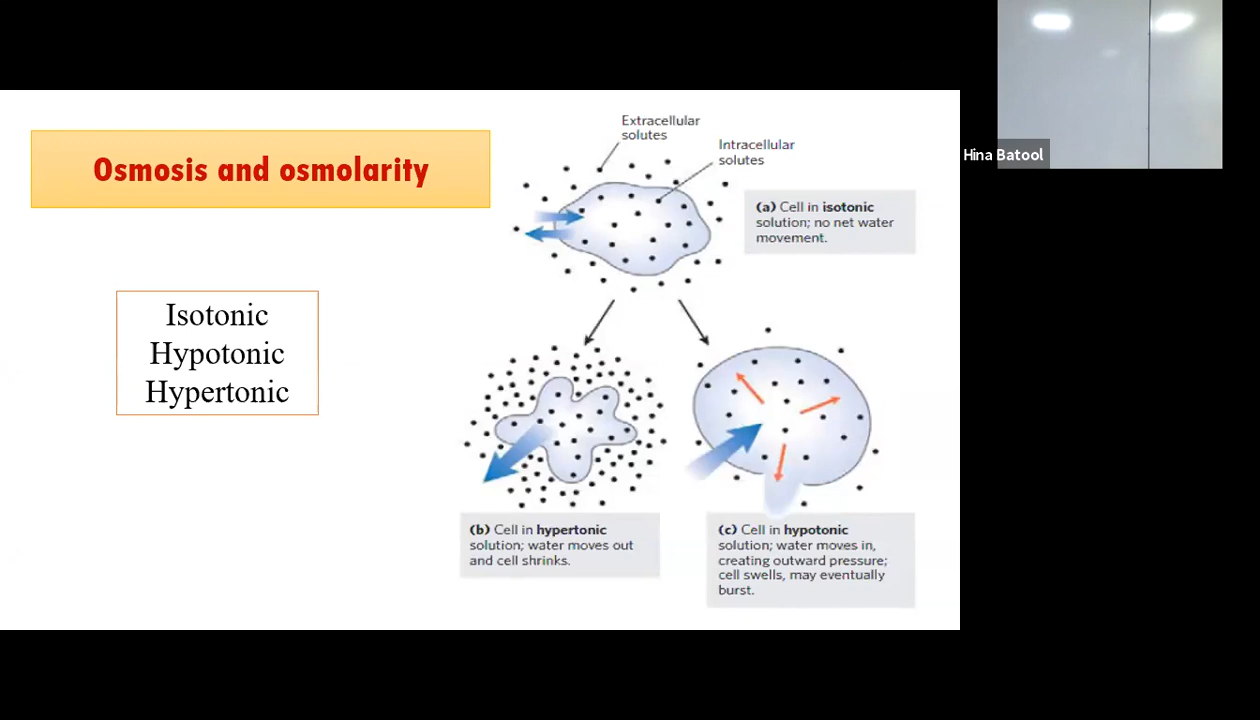 Osmosis and osmolarity
Isotonic
Hypotonic
Hypertonic
Extracellular
solutes
Intracellular
solutes
(a) Cell in isotonic
solution; no net water
movement.
(b) Cell in hypertonic
solution; water moves out
and cell shrinks.
(c) Cell in hypotonic
solution; water moves in,
creating outward pressure;
cell swells, may eventually
burst.
Hina Batool